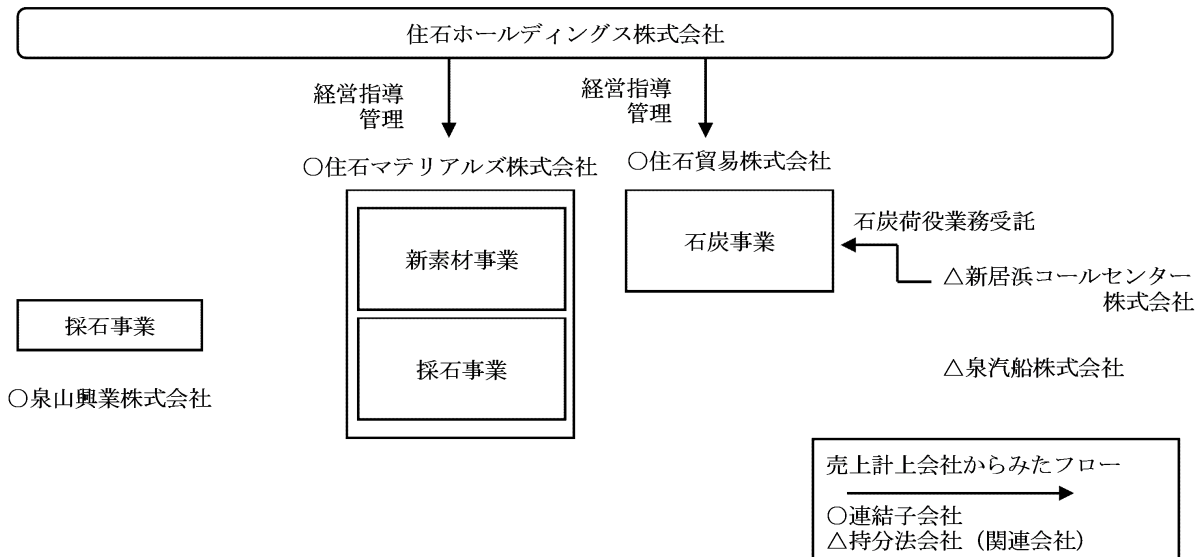 住石ホールディングス株式会社
経営指導
管理
経営指導
管理
○住石マテリアルズ株式会社
○住石貿易株式会社
新素材事業
採石事業
石炭事業
石炭荷役業務受託
△新居浜コールセンター
株式会社
採石事業
○泉山興業株式会社
△泉汽船株式会社
売上計上会社からみたフロー
○連結子会社
△持分法会社（関連会社）